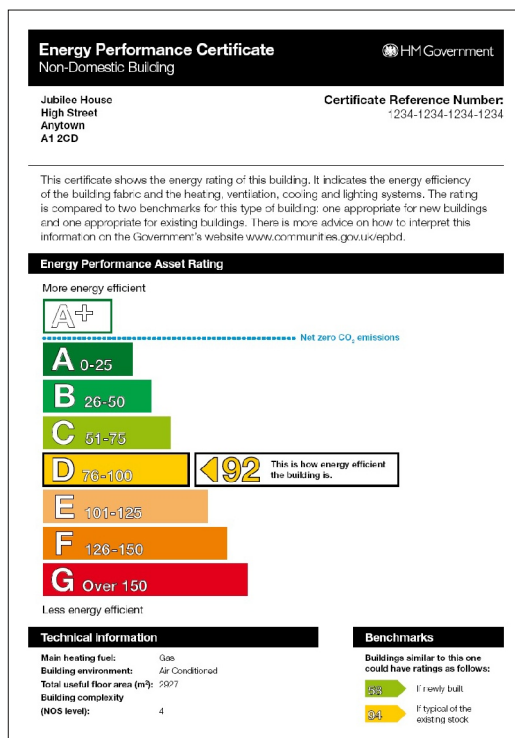 Energy Performance Certificate
Non-Domestic Building
HM Government
Jubilee House
High Street
Anytown
A1 2CD
Certificate Reference Number:
1234-1234-1234-1234
This certificate shows the energy rating of this building. It indicates the energy efficiency
of the building fabric and the heating, ventilation, cooling and lighting systems. The rating
is compared to two benchmarks for this type of building: one appropriate for new buildings
and one appropriate for existing buildings. There is more advice on how to interpret this
information on the Government's website www.communities.gov.uk/epbd.
Energy Performance Asset Rating
More energy efficient
A+
Net zero CO₂ emissions
A 0-25
B 26-50
C 51-75
D 76-100
92 This is how energy efficient
the building is.
E 101-125
F 126-150
G Over 150
Less energy efficient
Technical information
Main heating fuel: Gas
Building environment: Air Conditioned
Total useful floor area (m²): 2927
Building complexity
(NOS level): 4
Benchmarks
Buildings similar to this one
could have ratings as follows:
If newly built
If typical of the
existing stock